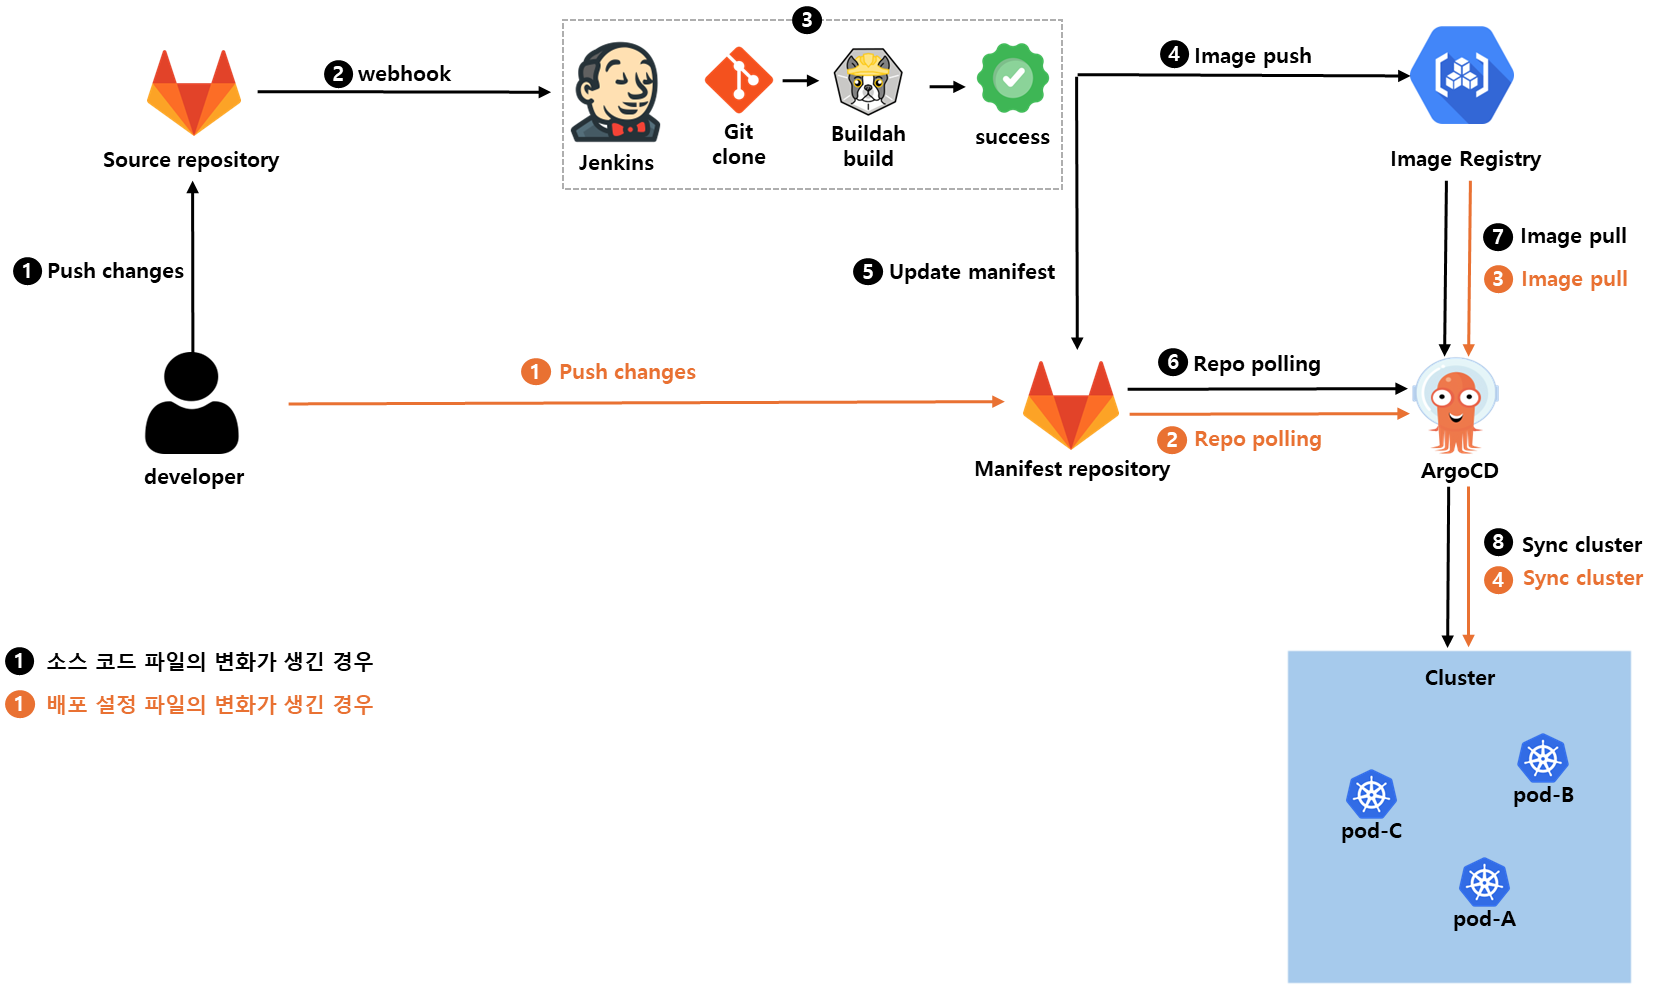 3
2 webhook
4 Image push
Git
clone
Buildah
build
success
Jenkins
Source repository
Image Registry
1 Push changes
5 Update manifest
7 Image pull
3 Image pull
1 Push changes
6 Repo polling
2 Repo polling
developer
Manifest repository
ArgoCD
8 Sync cluster
4 Sync cluster
1 소스 코드 파일의 변화가 생긴 경우
1 배포 설정 파일의 변화가 생긴 경우
Cluster
pod-B
pod-C
pod-A